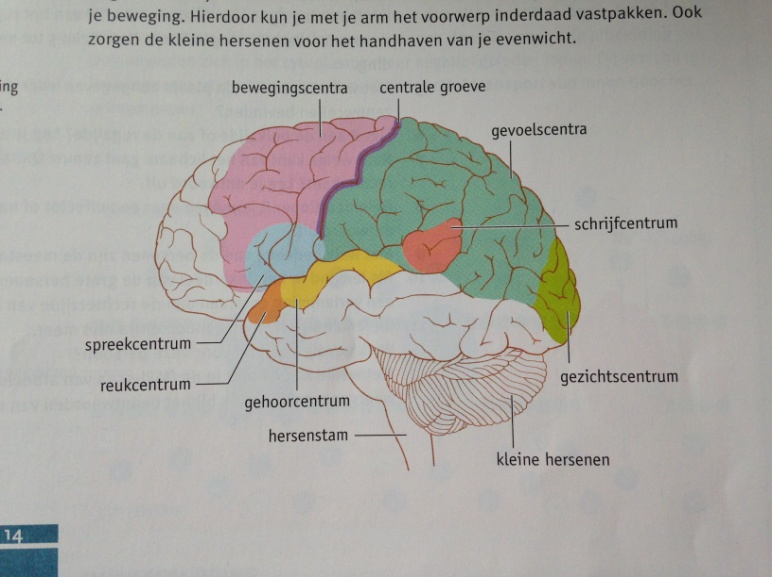 je beweging. Hierdoor kun je met je arm het voorwerp inderdaad vastpakken. Ook
zorgen de kleine hersenen voor het handhaven van je evenwicht.
ing
bewegingscentra
centrale groeve
gevoelscentra
schrijfcentrum
spreekcentrum
reukcentrum
gezichtscentrum
gehoorcentrum
hersenstam
kleine hersenen
14